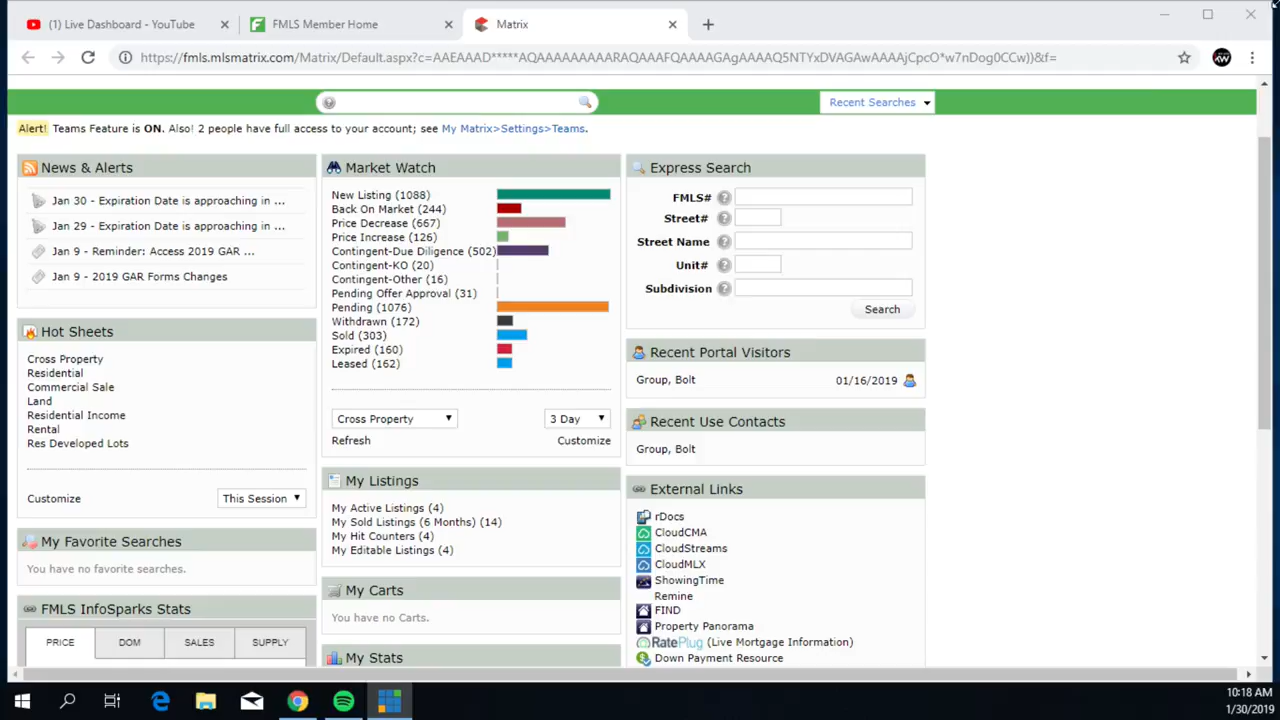 (1) Live Dashboard - YouTube
FMLS Member Home
Matrix
https://fmls.mlsmatrix.com/Matrix/Default.aspx?c=AAEAAAD*****AQAAAAAAAAARAQAAAFQAAAAGAgAAAAQ5NTYxDVAGAwAAAAjCpcO*w7nDog0CCw))&f=
Recent Searches
Alert! Teams Feature is ON. Also! 2 people have full access to your account; see My Matrix>Settings>Teams.
News & Alerts
Jan 30 - Expiration Date is approaching in ...
Jan 29 - Expiration Date is approaching in ...
Jan 9 - Reminder: Access 2019 GAR ...
Jan 9 - 2019 GAR Forms Changes
Hot Sheets
Cross Property
Residential
Commercial Sale
Land
Residential Income
Rental
Res Developed Lots
Customize
This Session
My Favorite Searches
You have no favorite searches.
FMLS InfoSparks Stats
PRICE DOM SALES SUPPLY
Market Watch
New Listing (1088)
Back On Market (244)
Price Decrease (667)
Price Increase (126)
Contingent-Due Diligence (502)
Contingent-KO (20)
Contingent-Other (16)
Pending Offer Approval (31)
Pending (1076)
Withdrawn (172)
Sold (303)
Expired (160)
Leased (162)
Cross Property
3 Day
Refresh
Customize
My Listings
My Active Listings (4)
My Sold Listings (6 Months) (14)
My Hit Counters (4)
My Editable Listings (4)
My Carts
You have no Carts.
My Stats
Express Search
FMLS#
Street#
Street Name
Unit#
Subdivision
Search
Recent Portal Visitors
Group, Bolt 01/16/2019
Recent Use Contacts
Group, Bolt
External Links
rDocs
CloudCMA
CloudStreams
CloudMLX
ShowingTime
Remine
FIND
Property Panorama
RatePlug (Live Mortgage Information)
Down Payment Resource
10:18 AM
1/30/2019